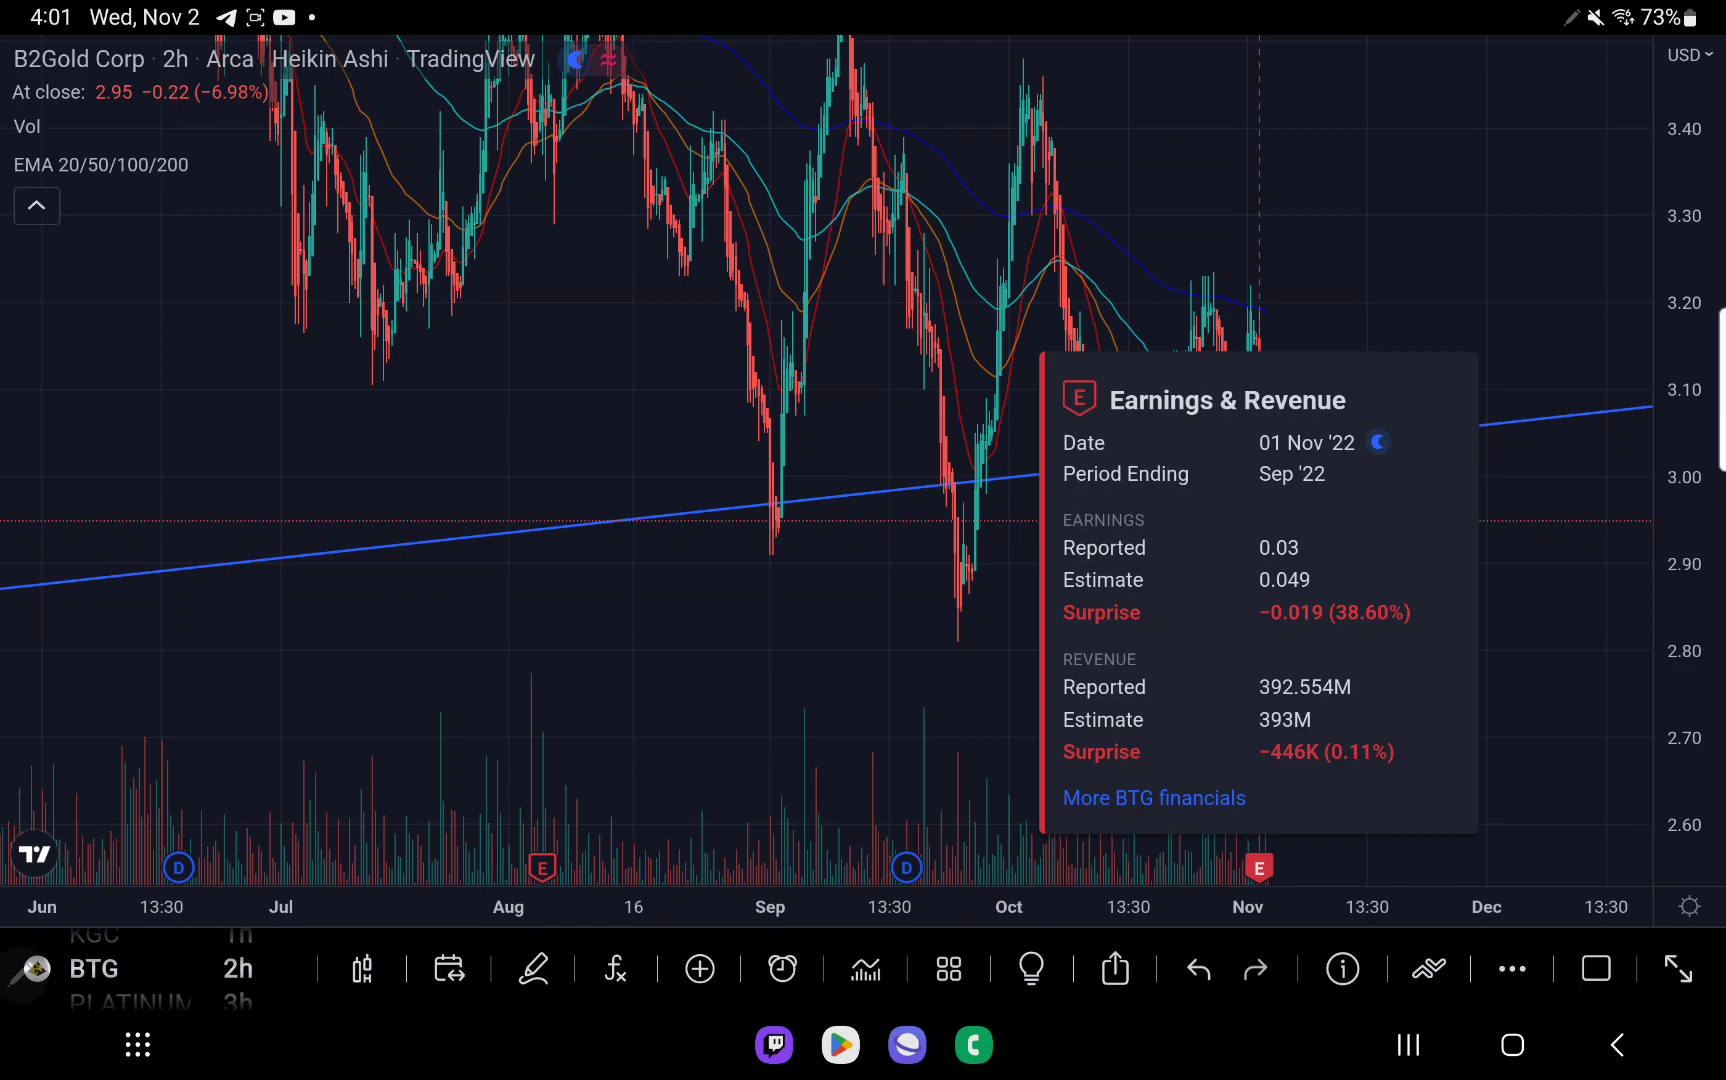 4:01 Wed, Nov 2
73%
B2Gold Corp · 2h · Arca · Heikin Ashi · TradingView
USD
At close: 2.95 −0.22 (−6.98%)
Vol
EMA 20/50/100/200
3.40
3.30
3.20
3.10
3.00
2.90
2.80
2.70
2.60
E Earnings & Revenue
Date 01 Nov '22
Period Ending Sep '22
EARNINGS
Reported 0.03
Estimate 0.049
Surprise −0.019 (38.60%)
REVENUE
Reported 392.554M
Estimate 393M
Surprise −446K (0.11%)
More BTG financials
D E D E
Jun 13:30 Jul Aug 16 Sep 13:30 Oct 13:30 Nov 13:30 Dec 13:30
KGC 1h
BTG 2h
PLATINUM 3h